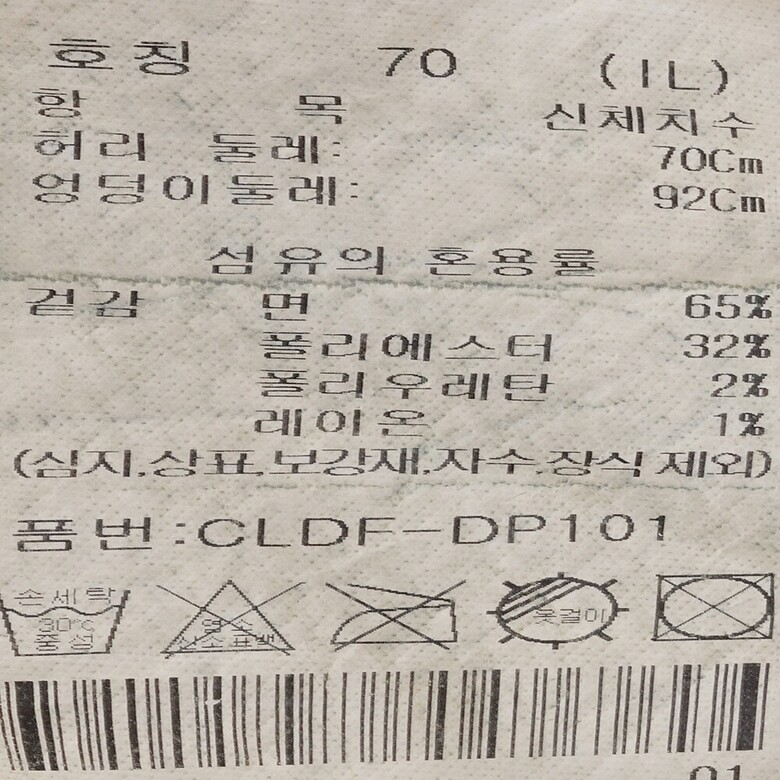 호칭 70 (IL)
항 목 신체치수
허리 둘레: 70Cm
엉덩이둘레: 92Cm
섬유의 혼용률
겉감 면 65%
폴리에스터 32%
폴리우레탄 2%
레이온 1%
(심지,상표,보강재,자수,장식 제외)
품번:CLDF-DP101
손세탁 30℃ 중성
염소 산소표백
옷걸이
01